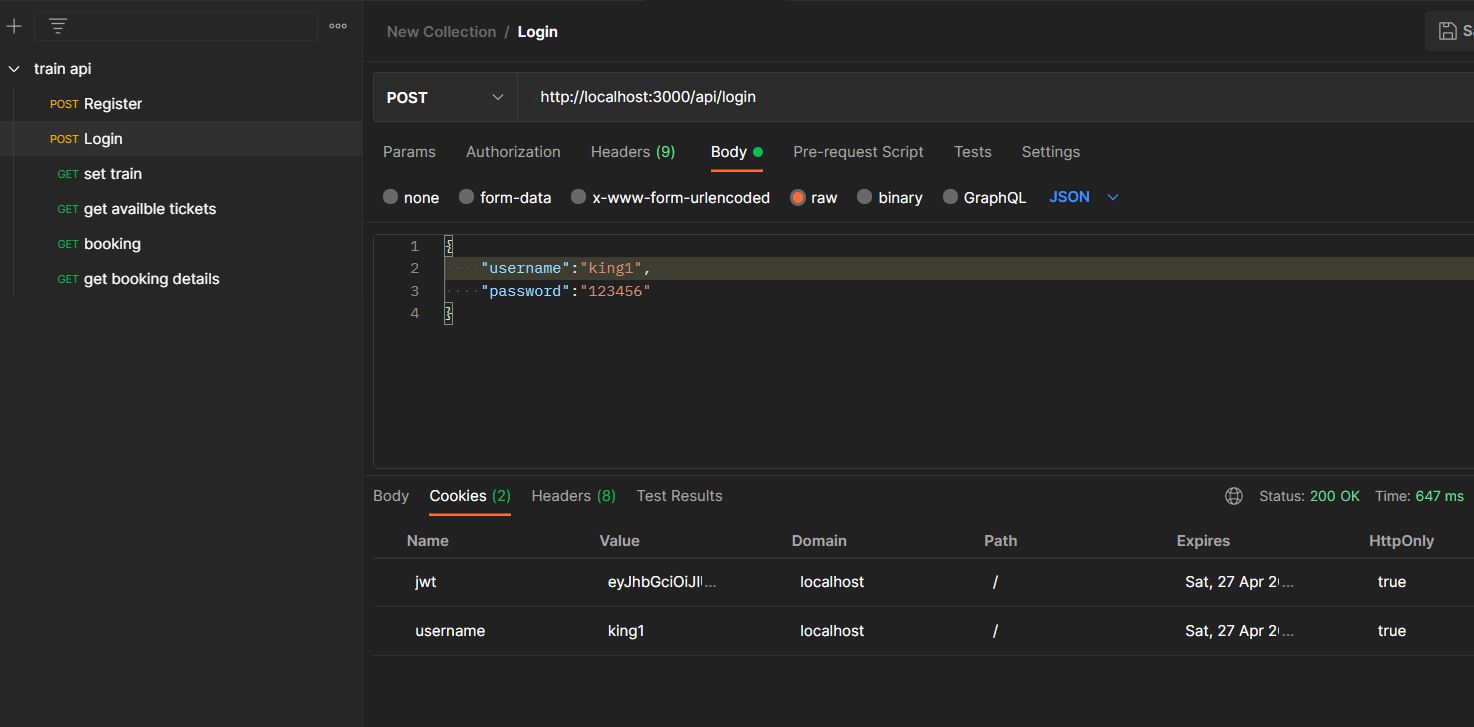 New Collection / Login
train api
POST Register
POST Login
GET set train
GET get availble tickets
GET booking
GET get booking details
POST
http://localhost:3000/api/login
Params Authorization Headers (9) Body Pre-request Script Tests Settings
none form-data x-www-form-urlencoded raw binary GraphQL JSON
1 {
2 "username":"king1",
3 "password":"123456"
4 }
Body Cookies (2) Headers (8) Test Results Status: 200 OK Time: 647 ms
Name Value Domain Path Expires HttpOnly
jwt eyJhbGciOiJI... localhost / Sat, 27 Apr 2... true
username king1 localhost / Sat, 27 Apr 2... true